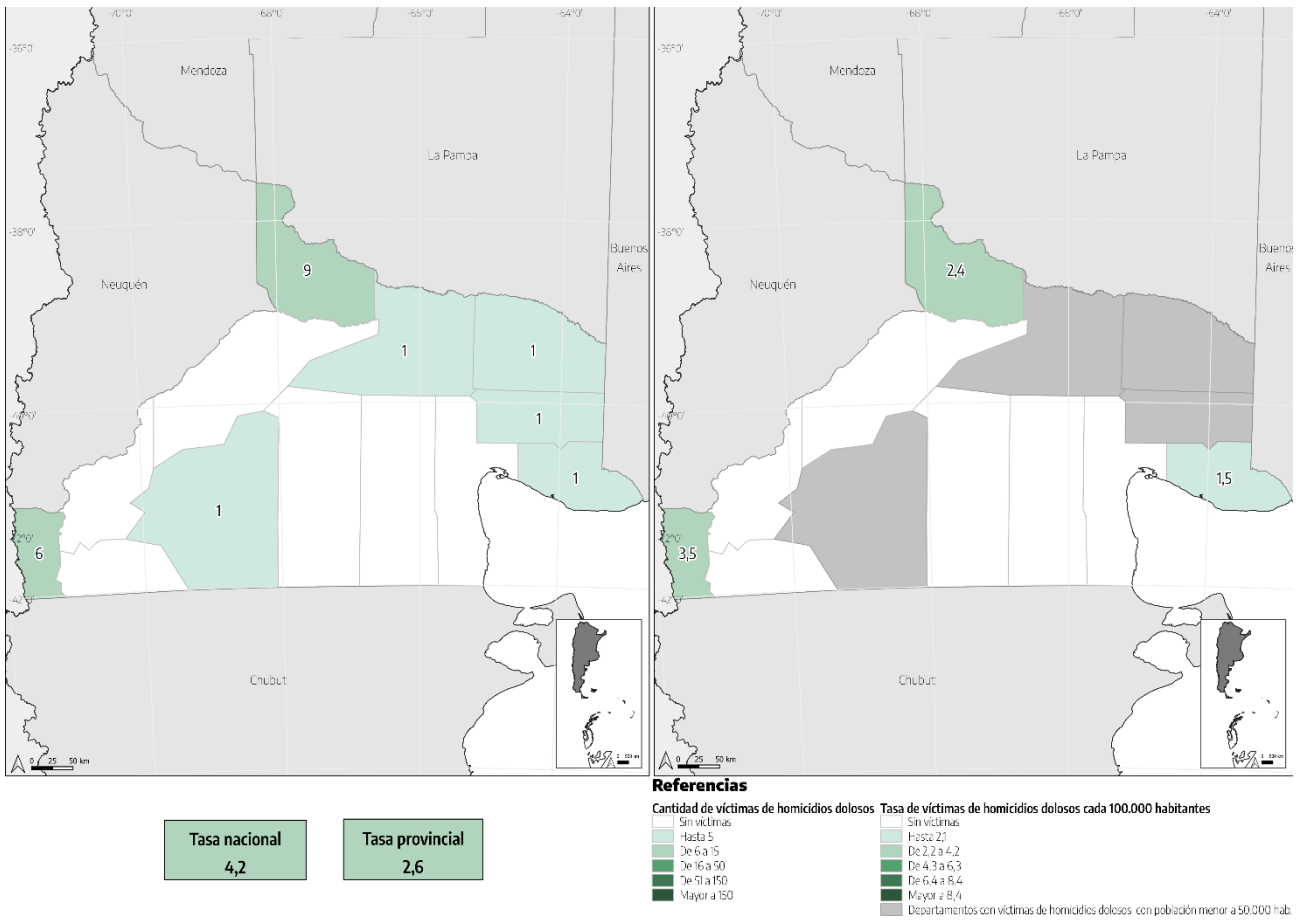 -70°0'
-68°0'
-66°0'
-64°0'
-36°0'
Mendoza
La Pampa
-38°0'
Buenos
Aires
9
Neuquén
1
1
-40°0'
1
1
1
6
-42°
Chubut
0 25 50 km
-70°0'
-68°0'
-66°0'
-64°0'
-36°0'
Mendoza
La Pampa
-38°0'
Buenos
Aires
2,4
Neuquén
-40°0'
1,5
3,5
-42°
Chubut
0 25 50 km
Referencias
Cantidad de víctimas de homicidios dolosos
Sin víctimas
Hasta 5
De 6 a 15
De 16 a 50
De 51 a 150
Mayor a 150
Tasa de víctimas de homicidios dolosos cada 100.000 habitantes
Sin víctimas
Hasta 2,1
De 2,2 a 4,2
De 4,3 a 6,3
De 6,4 a 8,4
Mayor a 8,4
Departamentos con víctimas de homicidios dolosos con población menor a 50.000 hab.
Tasa nacional
4,2
Tasa provincial
2,6